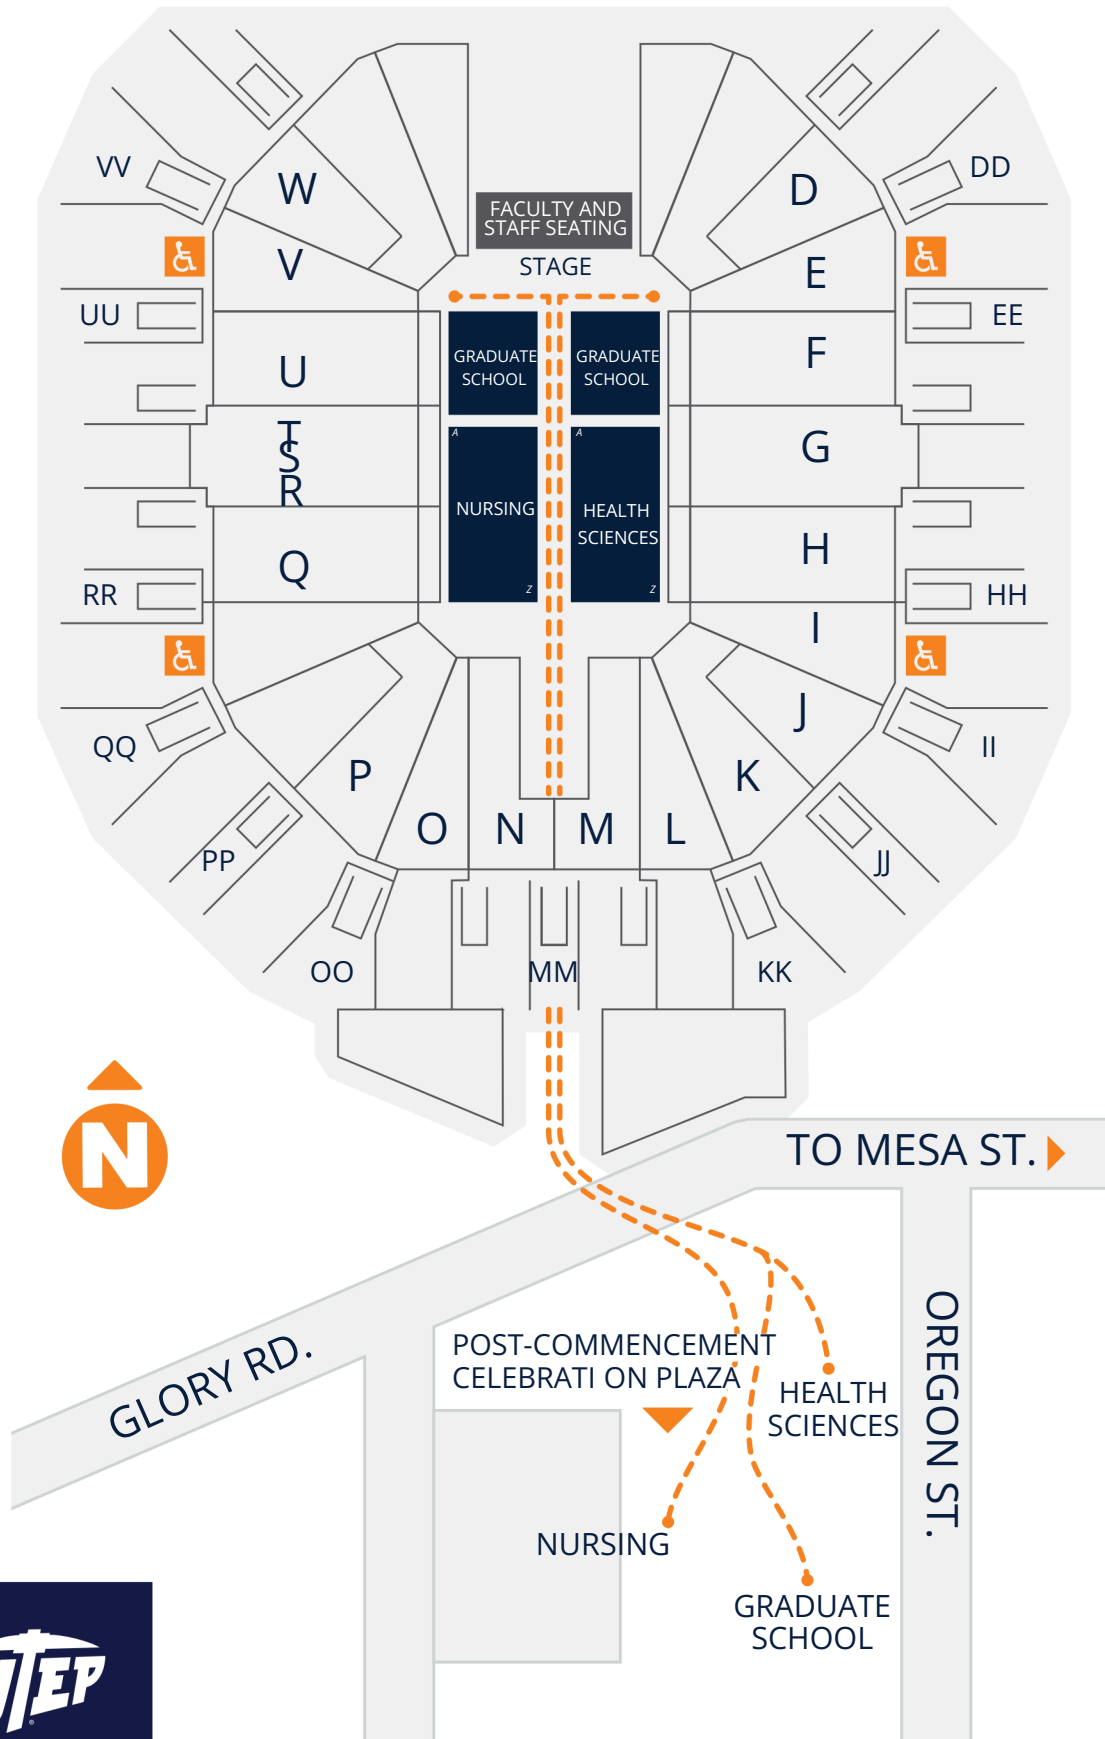 VV
W
D
DD
FACULTY AND
STAFF SEATING
V
E
STAGE
UU
EE
U
F
GRADUATE
SCHOOL
GRADUATE
SCHOOL
T
S
R
G
A
A
NURSING
HEALTH
SCIENCES
Z
Z
Q
H
RR
HH
I
J
QQ
II
P
K
O
N
M
L
PP
JJ
OO
MM
KK
N
TO MESA ST.
GLORY RD.
OREGON ST.
POST-COMMENCEMENT
CELEBRATI ON PLAZA
HEALTH
SCIENCES
NURSING
GRADUATE
SCHOOL
UTEP
®